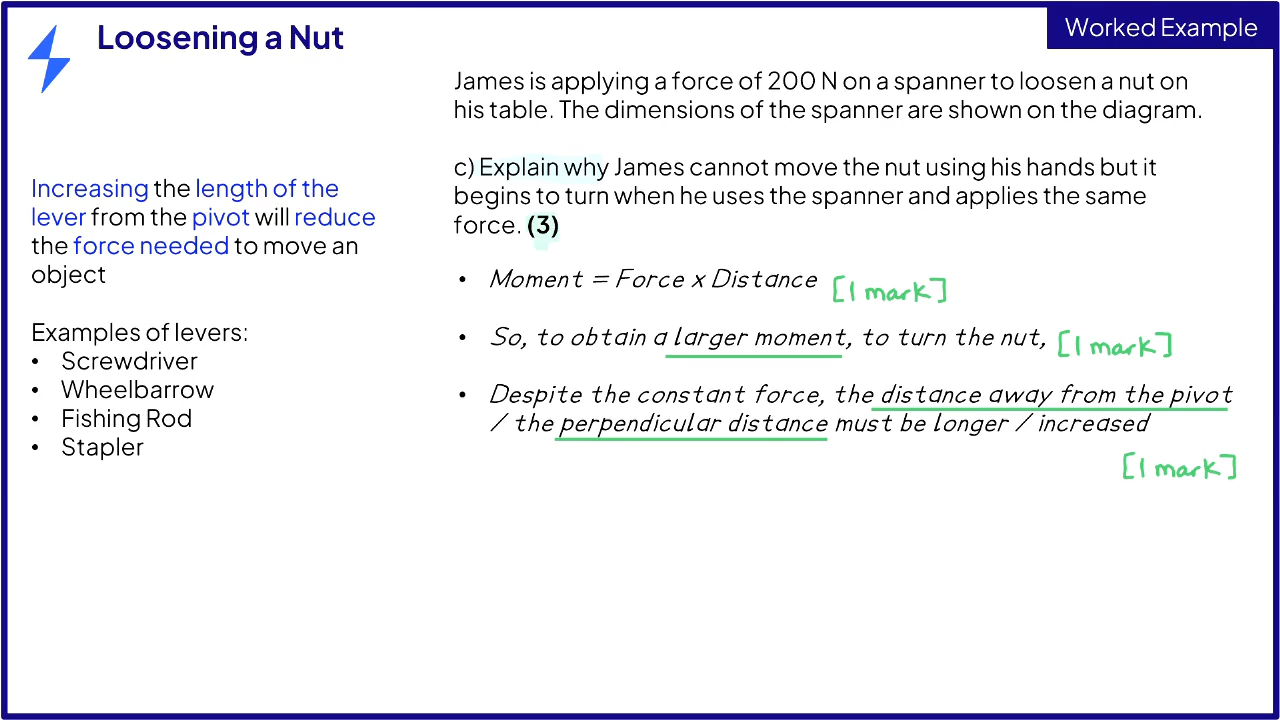 Loosening a Nut
Worked Example
James is applying a force of 200 N on a spanner to loosen a nut on
his table. The dimensions of the spanner are shown on the diagram.
c) Explain why James cannot move the nut using his hands but it
begins to turn when he uses the spanner and applies the same
force. (3)
Increasing the length of the
lever from the pivot will reduce
the force needed to move an
object
Examples of levers:
• Screwdriver
• Wheelbarrow
• Fishing Rod
• Stapler
• Moment = Force x Distance [1 mark]
• So, to obtain a larger moment, to turn the nut, [1 mark]
• Despite the constant force, the distance away from the pivot
/ the perpendicular distance must be longer / increased
[1 mark]